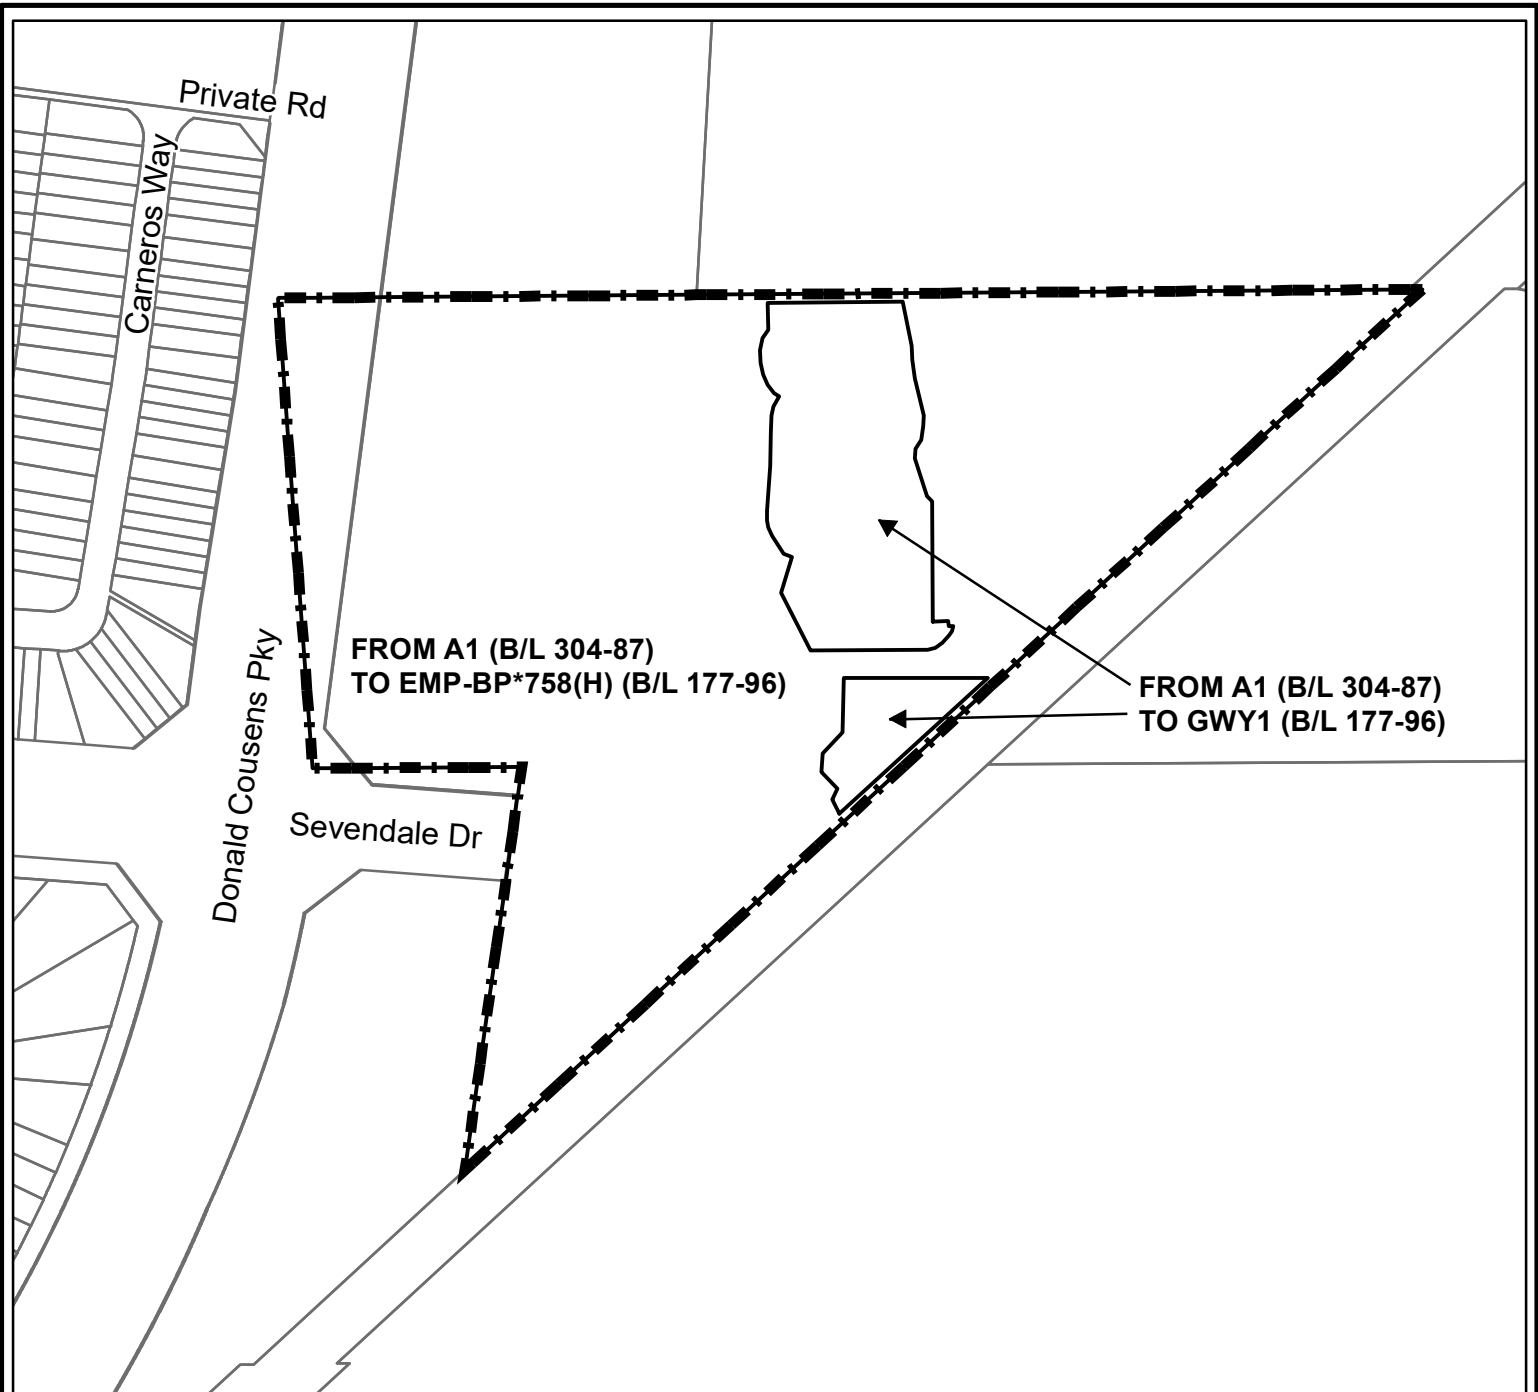 Private Rd
Carneros Way
FROM A1 (B/L 304-87)
TO EMP-BP*758(H) (B/L 177-96)
FROM A1 (B/L 304-87)
TO GWY1 (B/L 177-96)
Donald Cousens Pky
Sevendale Dr